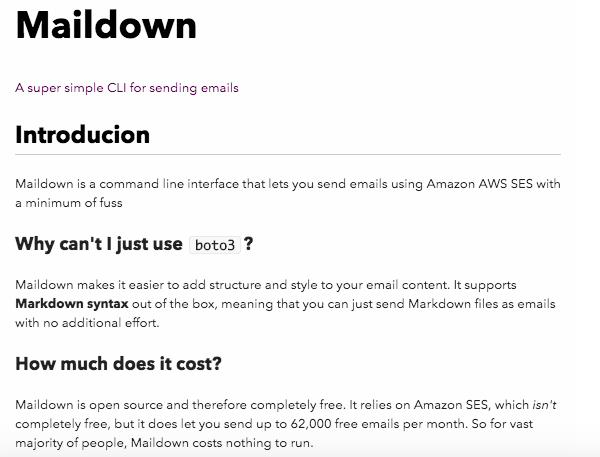 Maildown
A super simple CLI for sending emails
Introducion
Maildown is a command line interface that lets you send emails using Amazon AWS SES with
a minimum of fuss
Why can't I just use boto3 ?
Maildown makes it easier to add structure and style to your email content. It supports
Markdown syntax out of the box, meaning that you can just send Markdown files as emails
with no additional effort.
How much does it cost?
Maildown is open source and therefore completely free. It relies on Amazon SES, which isn't
completely free, but it does let you send up to 62,000 free emails per month. So for vast
majority of people, Maildown costs nothing to run.